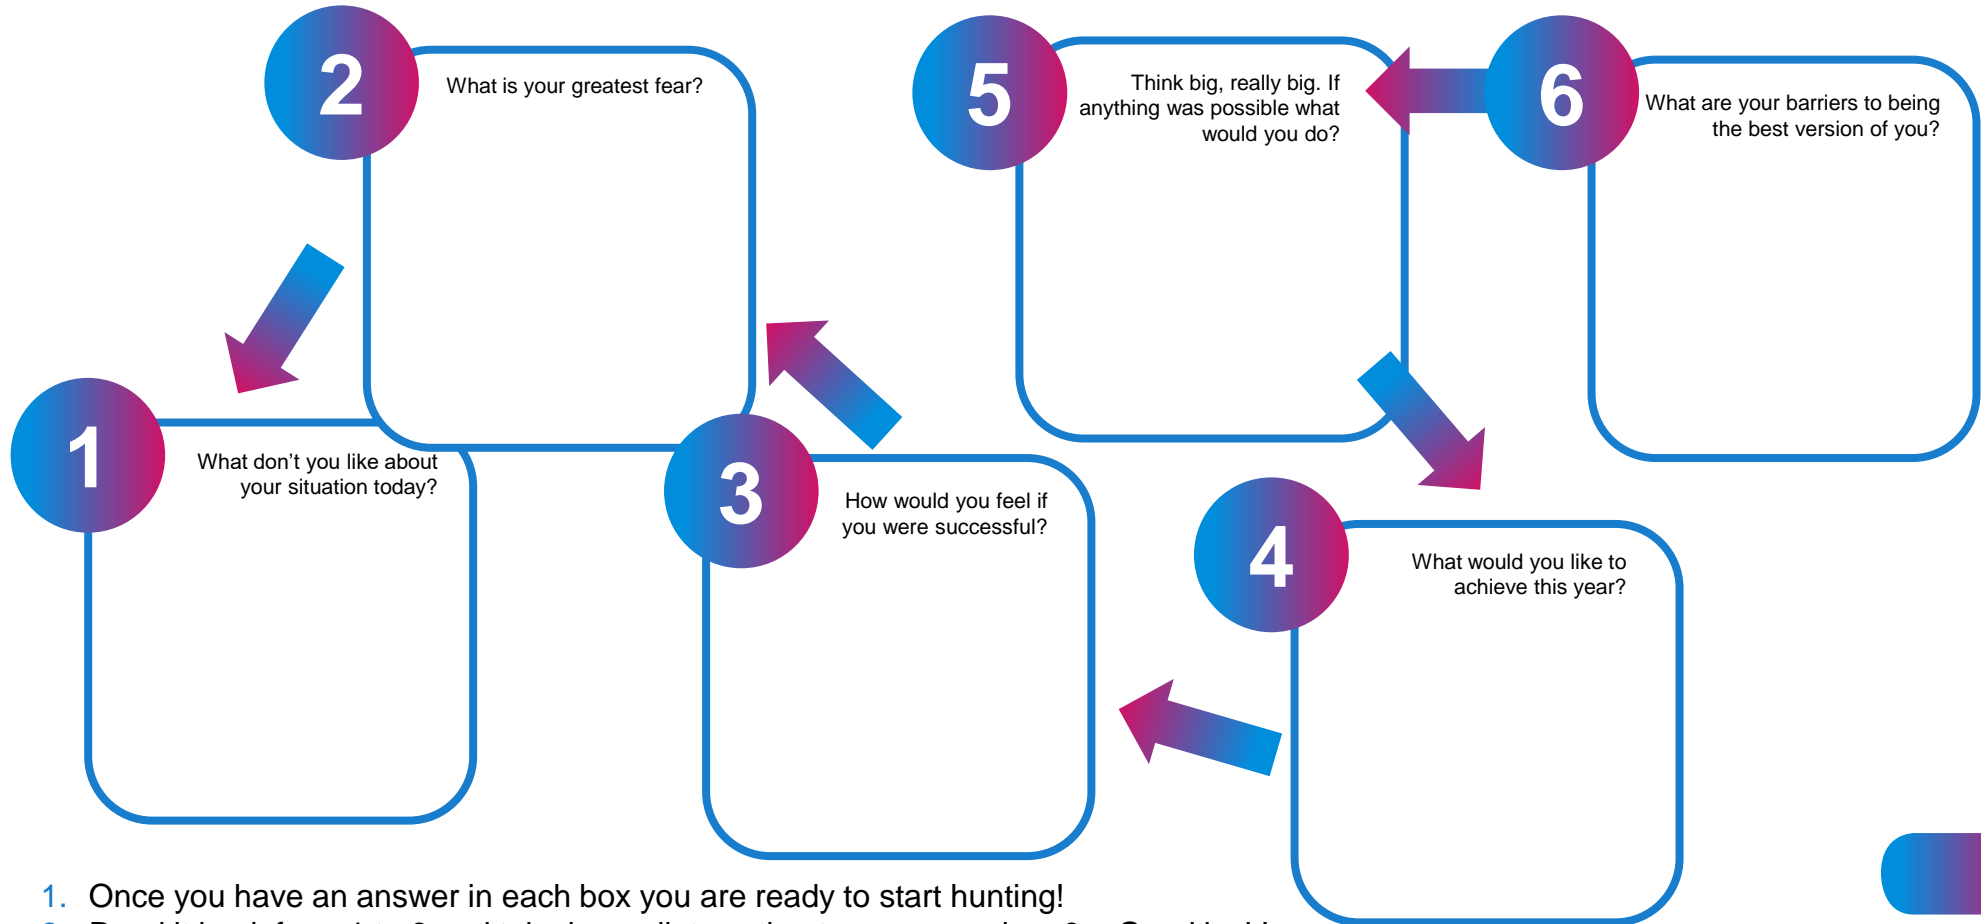 1
What don’t you like about
your situation today?
2
What is your greatest fear?
3
How would you feel if
you were successful?
4
What would you like to
achieve this year?
5
Think big, really big. If
anything was possible what
would you do?
6
What are your barriers to being
the best version of you?
1. Once you have an answer in each box you are ready to start hunting!